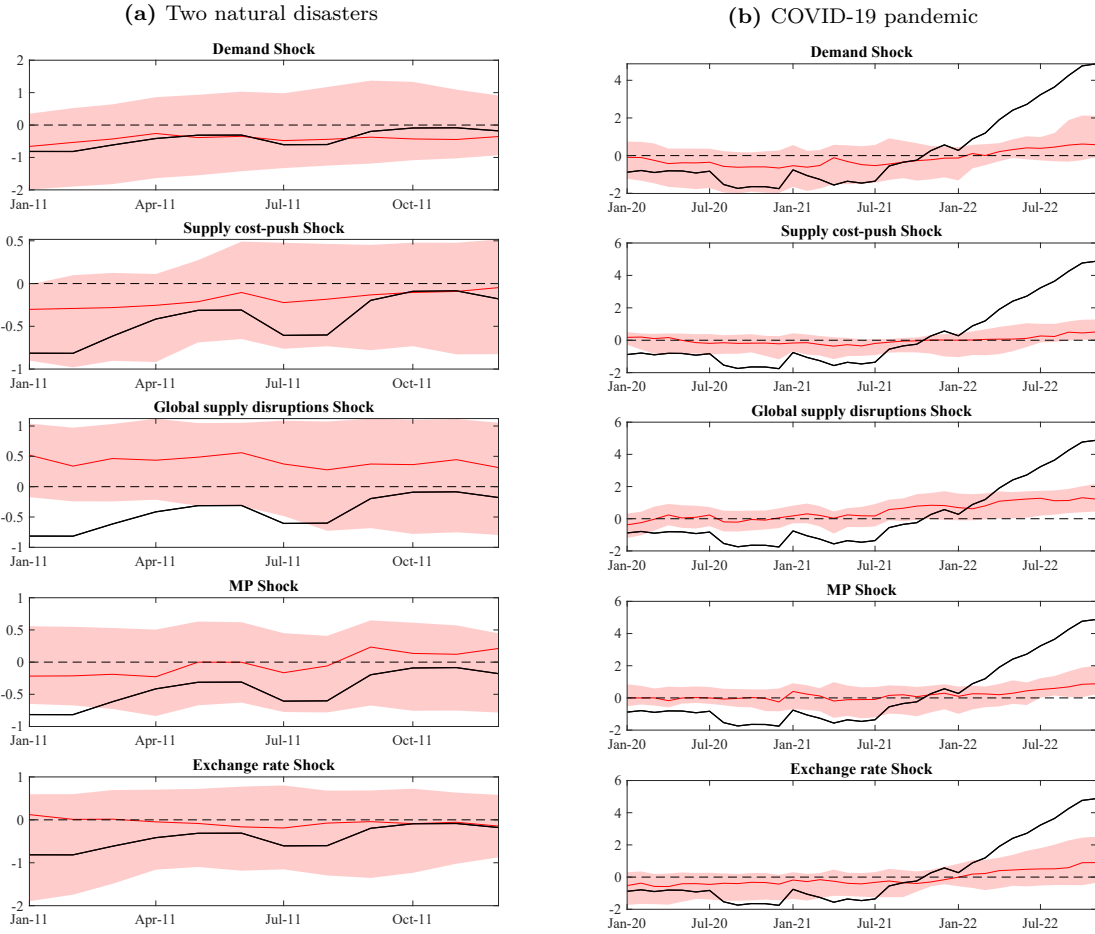 (a) Two natural disasters
Demand Shock
2
1
0
-1
-2
Jan-11 Apr-11 Jul-11 Oct-11
Supply cost-push Shock
0.5
0
-0.5
-1
Jan-11 Apr-11 Jul-11 Oct-11
Global supply disruptions Shock
1
0.5
0
-0.5
-1
Jan-11 Apr-11 Jul-11 Oct-11
MP Shock
1
0.5
0
-0.5
-1
Jan-11 Apr-11 Jul-11 Oct-11
Exchange rate Shock
1
0
-1
-2
Jan-11 Apr-11 Jul-11 Oct-11
(b) COVID-19 pandemic
Demand Shock
4
2
0
-2
Jan-20 Jul-20 Jan-21 Jul-21 Jan-22 Jul-22
Supply cost-push Shock
6
4
2
0
-2
Jan-20 Jul-20 Jan-21 Jul-21 Jan-22 Jul-22
Global supply disruptions Shock
6
4
2
0
-2
Jan-20 Jul-20 Jan-21 Jul-21 Jan-22 Jul-22
MP Shock
6
4
2
0
-2
Jan-20 Jul-20 Jan-21 Jul-21 Jan-22 Jul-22
Exchange rate Shock
6
4
2
0
-2
Jan-20 Jul-20 Jan-21 Jul-21 Jan-22 Jul-22